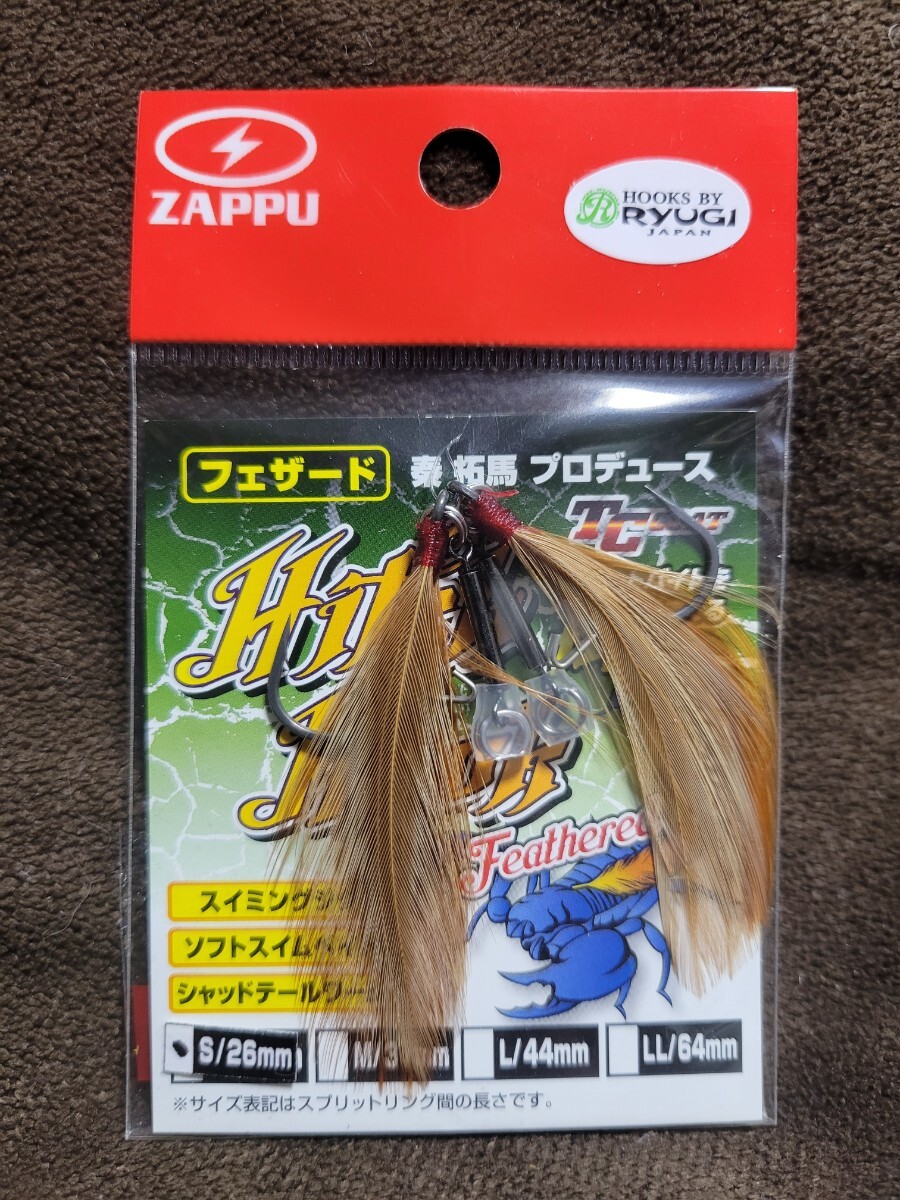 ZAPPU
R HOOKS BY
RYUGI
JAPAN
フェザード 秦 拓馬 プロデュース
TC
Feathered
スイミング
ソフトスイム
シャッドテール
S/26mm
L/44mm
LL/64mm
※サイズ表記はスプリットリング間の長さです。